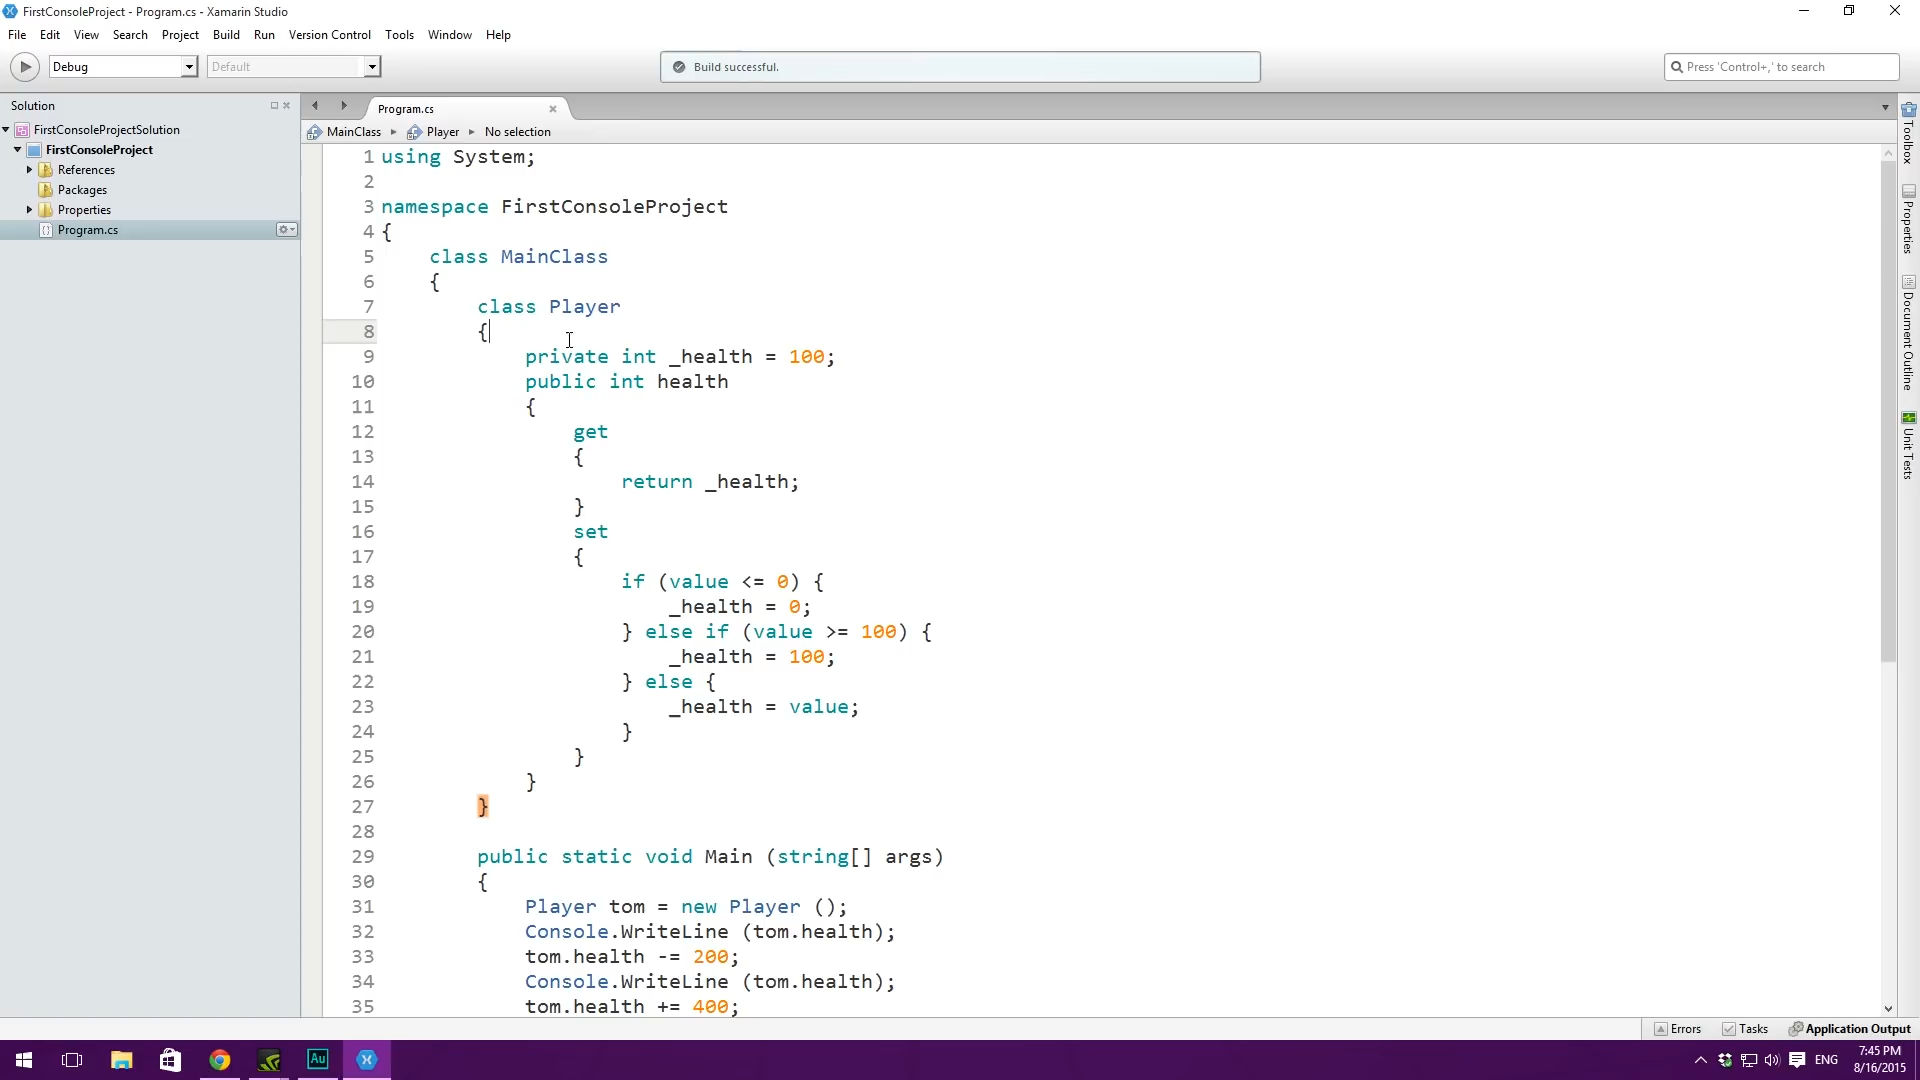 FirstConsoleProject - Program.cs - Xamarin Studio
File Edit View Search Project Build Run Version Control Tools Window Help
Debug Default Build successful. Press 'Control+,' to search
Solution
FirstConsoleProjectSolution
FirstConsoleProject
References
Packages
Properties
Program.cs
Program.cs
MainClass Player No selection
1 using System;
2
3 namespace FirstConsoleProject
4 {
5 class MainClass
6 {
7 class Player
8 {
9 private int _health = 100;
10 public int health
11 {
12 get
13 {
14 return _health;
15 }
16 set
17 {
18 if (value <= 0) {
19 _health = 0;
20 } else if (value >= 100) {
21 _health = 100;
22 } else {
23 _health = value;
24 }
25 }
26 }
27 }
28
29 public static void Main (string[] args)
30 {
31 Player tom = new Player ();
32 Console.WriteLine (tom.health);
33 tom.health -= 200;
34 Console.WriteLine (tom.health);
35 tom.health += 400;
Toolbox
Properties
Document Outline
Unit Tests
Errors Tasks Application Output
Au
ENG
7:45 PM
8/16/2015